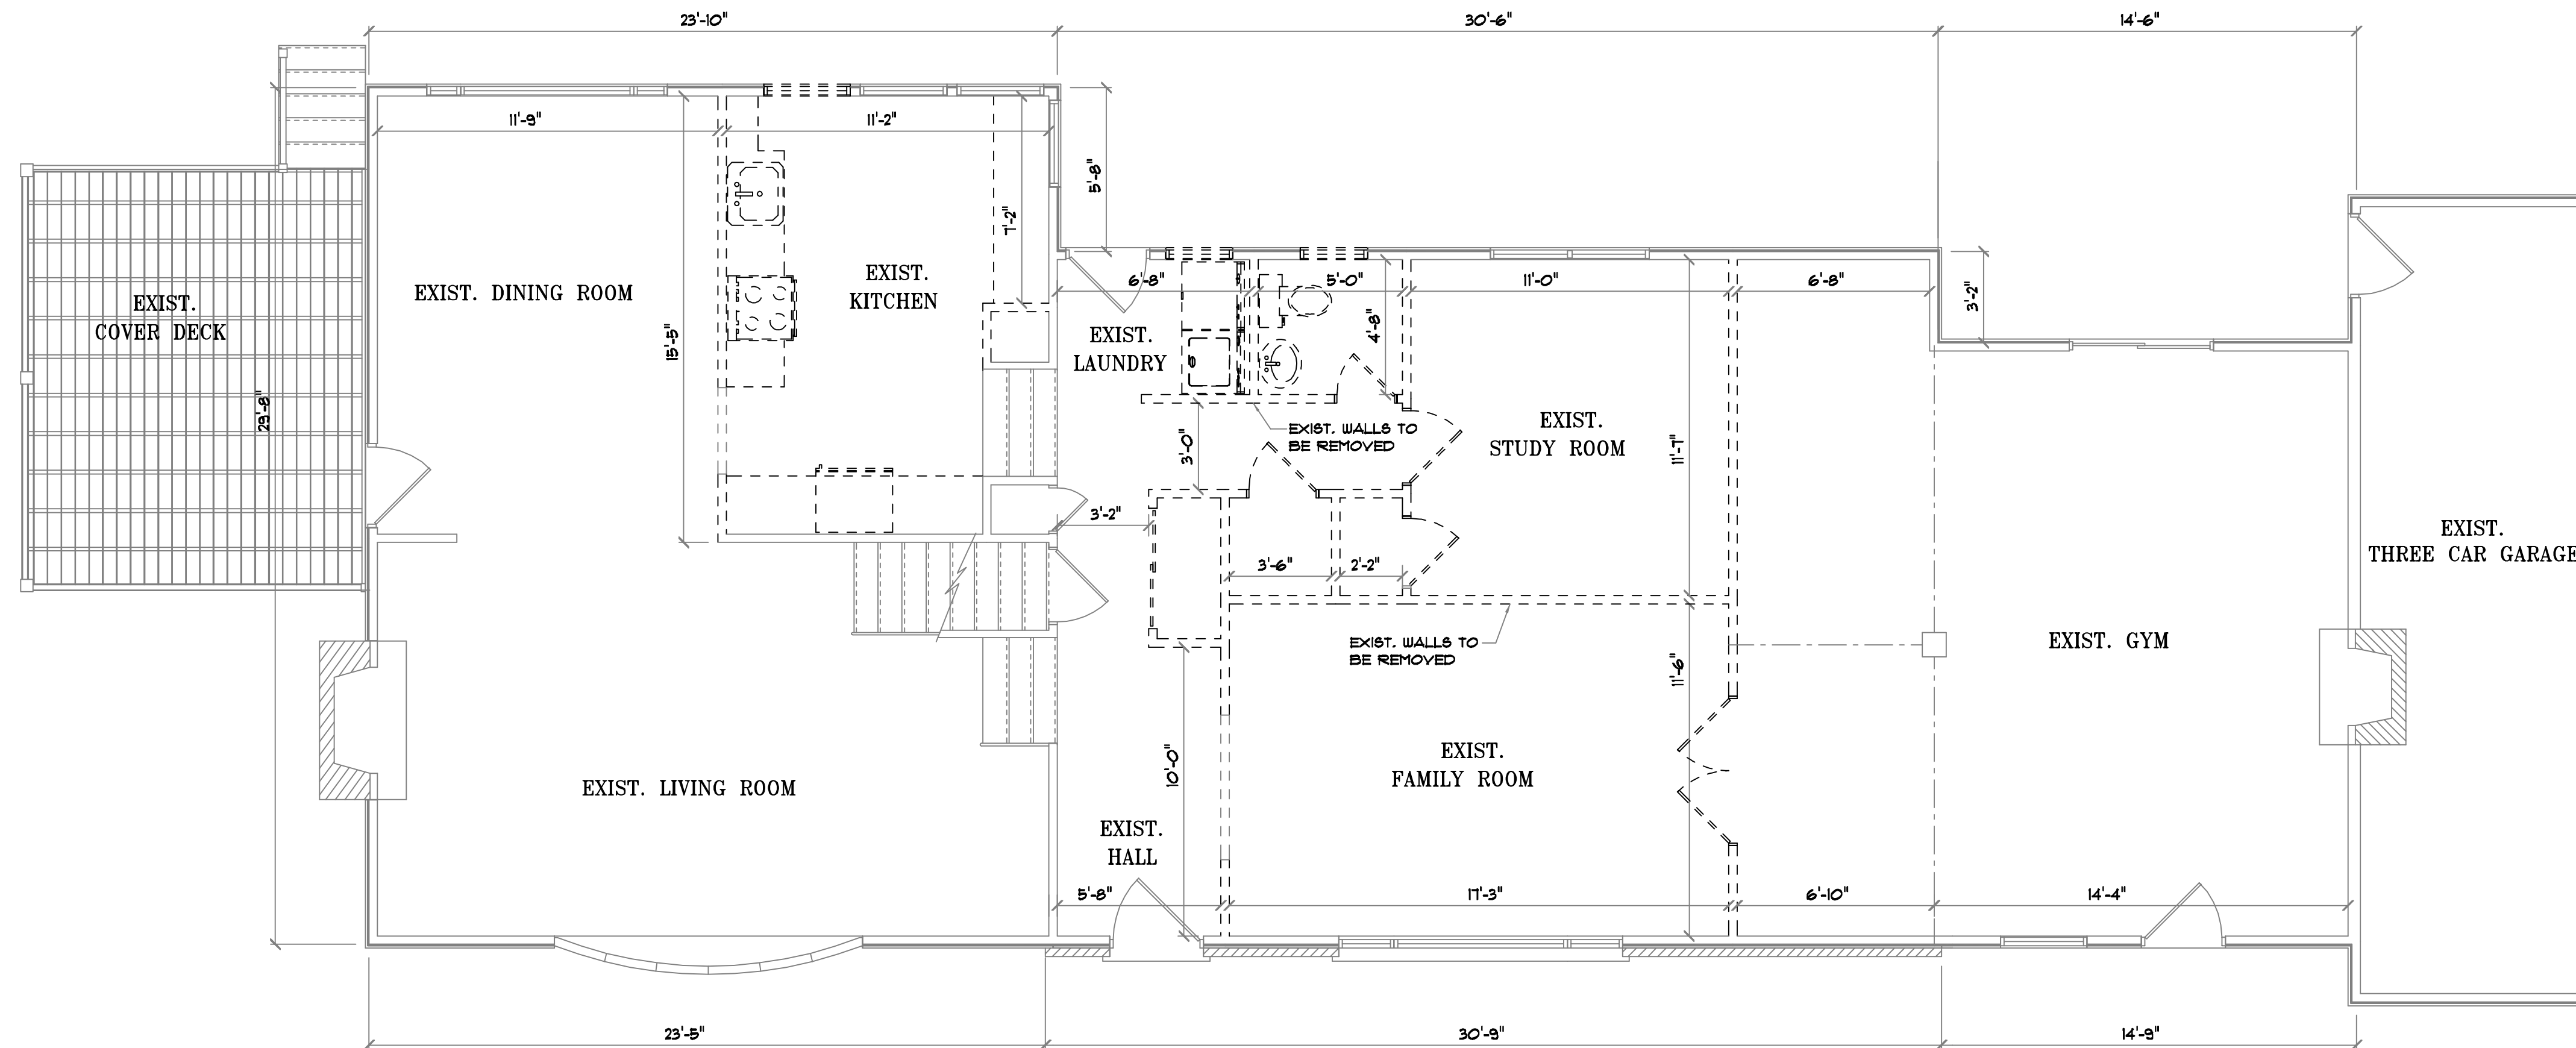 23'-10"
30'-6"
14'-6"
11'-9"
11'-2"
5'-8"
7'-2"
6'-8"
5'-0"
11'-0"
6'-8"
3'-2"
EXIST.
COVER DECK
EXIST. DINING ROOM
EXIST.
KITCHEN
15'-5"
29'-8"
EXIST.
LAUNDRY
4'-8"
EXIST. WALLS TO
BE REMOVED
3'-0"
EXIST.
STUDY ROOM
11'-7"
3'-2"
3'-6"
2'-2"
EXIST.
THREE CAR GARAGE
EXIST. WALLS TO
BE REMOVED
11'-6"
EXIST. GYM
EXIST. LIVING ROOM
10'-0"
EXIST.
FAMILY ROOM
EXIST.
HALL
5'-8"
17'-3"
6'-10"
14'-4"
23'-5"
30'-9"
14'-9"